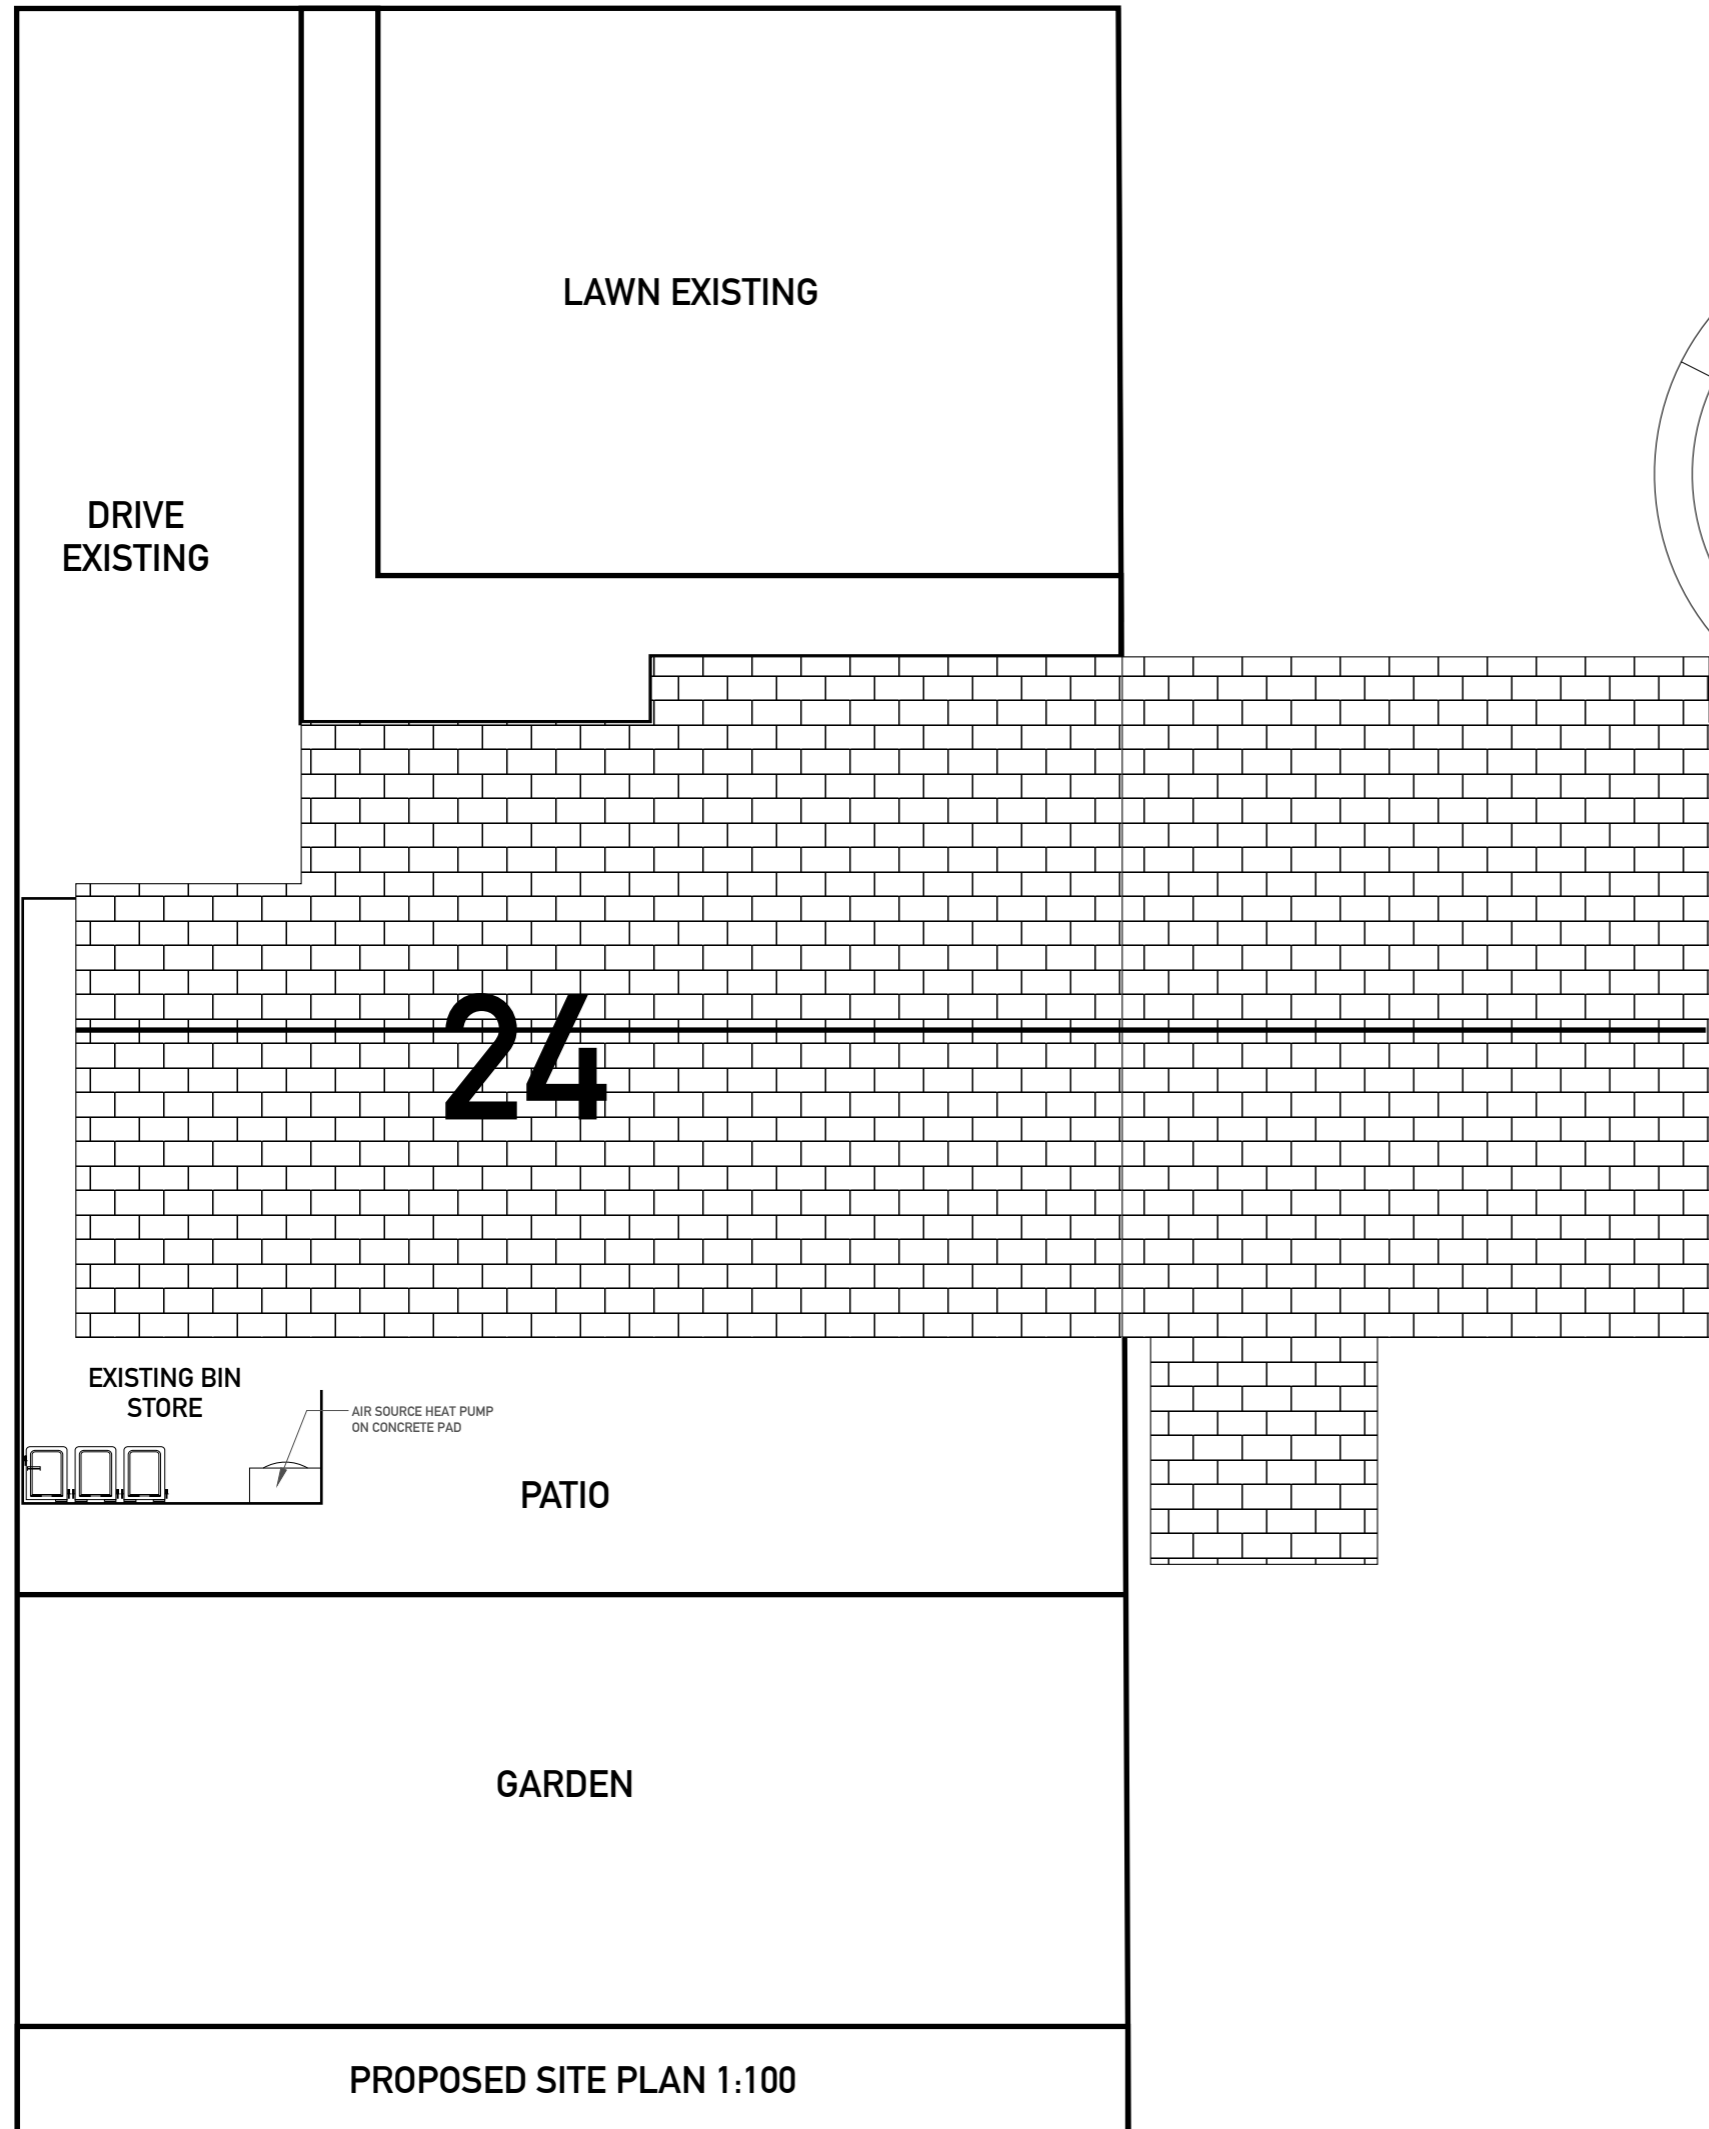 LAWN EXISTING
DRIVE
EXISTING
24
EXISTING BIN
STORE
AIR SOURCE HEAT PUMP
ON CONCRETE PAD
PATIO
GARDEN
PROPOSED SITE PLAN 1:100